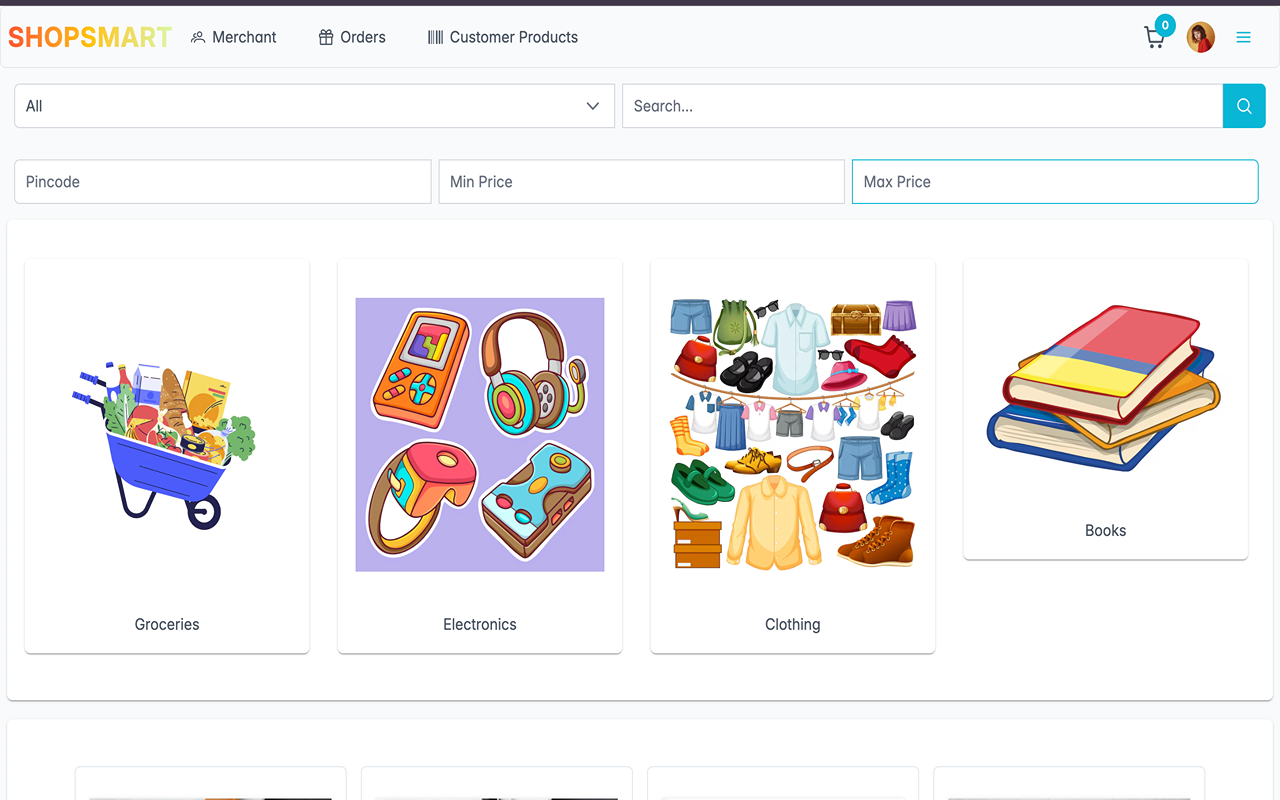 SHOPSMART Merchant Orders Customer Products 0
All Search...
Pincode Min Price Max Price
Books
Groceries Electronics Clothing